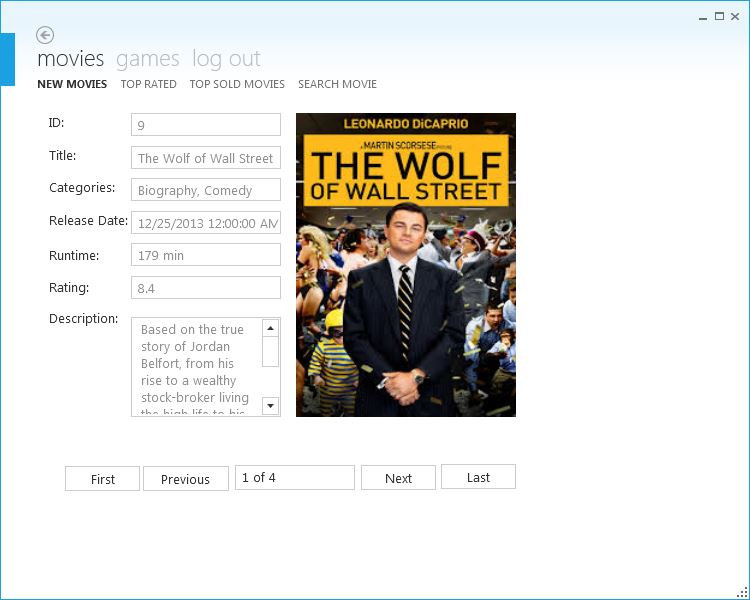 movies games log out
NEW MOVIES TOP RATED TOP SOLD MOVIES SEARCH MOVIE
ID: 9
Title: The Wolf of Wall Street
Categories: Biography, Comedy
Release Date: 12/25/2013 12:00:00 AM
Runtime: 179 min
Rating: 8.4
Description: Based on the true
story of Jordan
Belfort, from his
rise to a wealthy
stock-broker living
the high life to his
LEONARDO DiCAPRIO
A MARTIN SCORSESE PICTURE
THE WOLF
OF WALL STREET
First Previous 1 of 4 Next Last